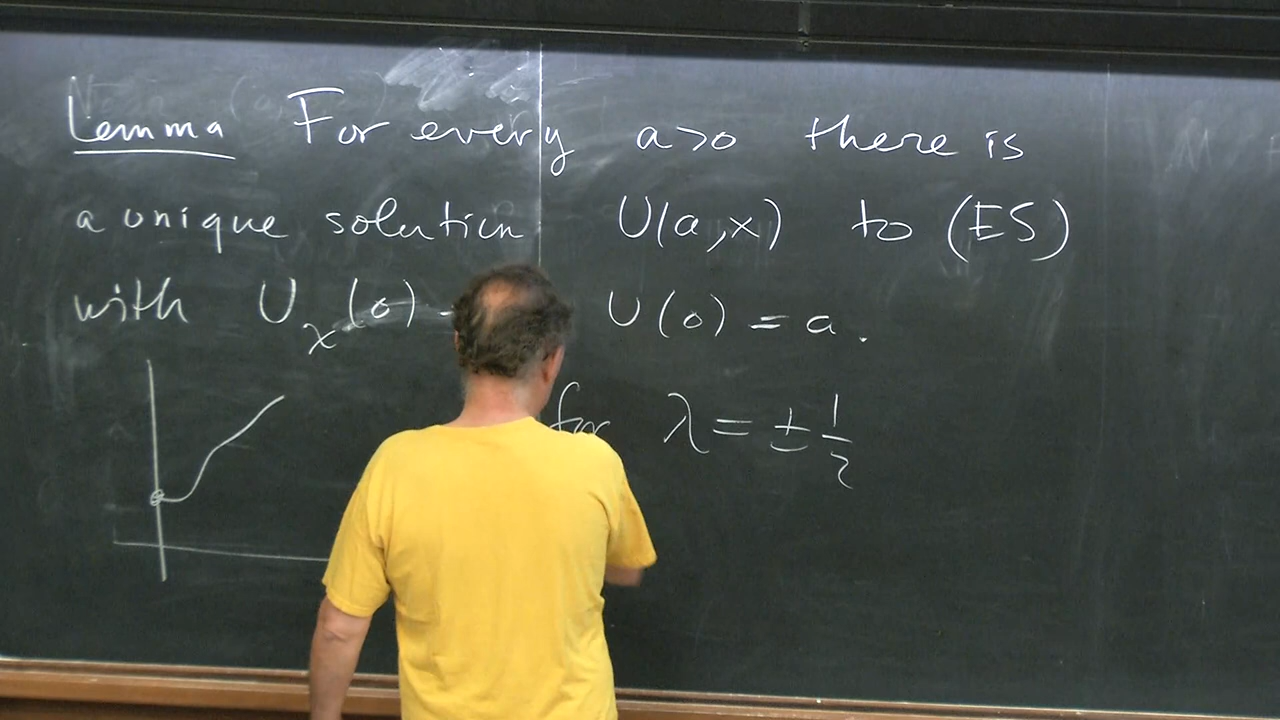 Lemma For every a>0 there is
a unique solution U(a,x) to (ES)
with U_x(0) = U(0) = a.
for λ = ± 1/2